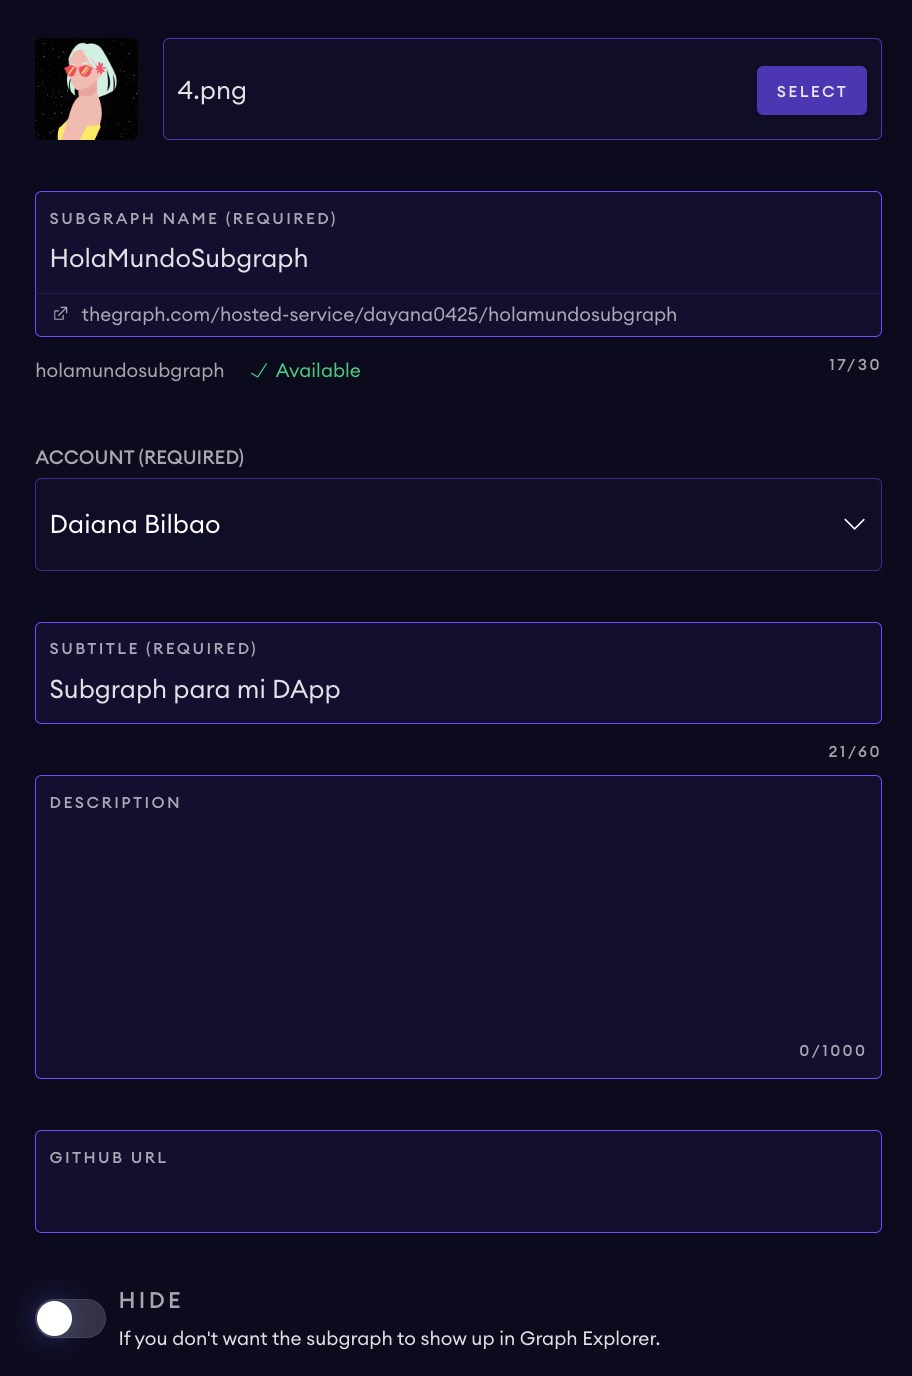 4.png
SELECT
SUBGRAPH NAME (REQUIRED)
HolaMundoSubgraph
thegraph.com/hosted-service/dayana0425/holamundosubgraph
holamundosubgraph Available
17/30
ACCOUNT (REQUIRED)
Daiana Bilbao
SUBTITLE (REQUIRED)
Subgraph para mi DApp
21/60
DESCRIPTION
0/1000
GITHUB URL
HIDE
If you don't want the subgraph to show up in Graph Explorer.